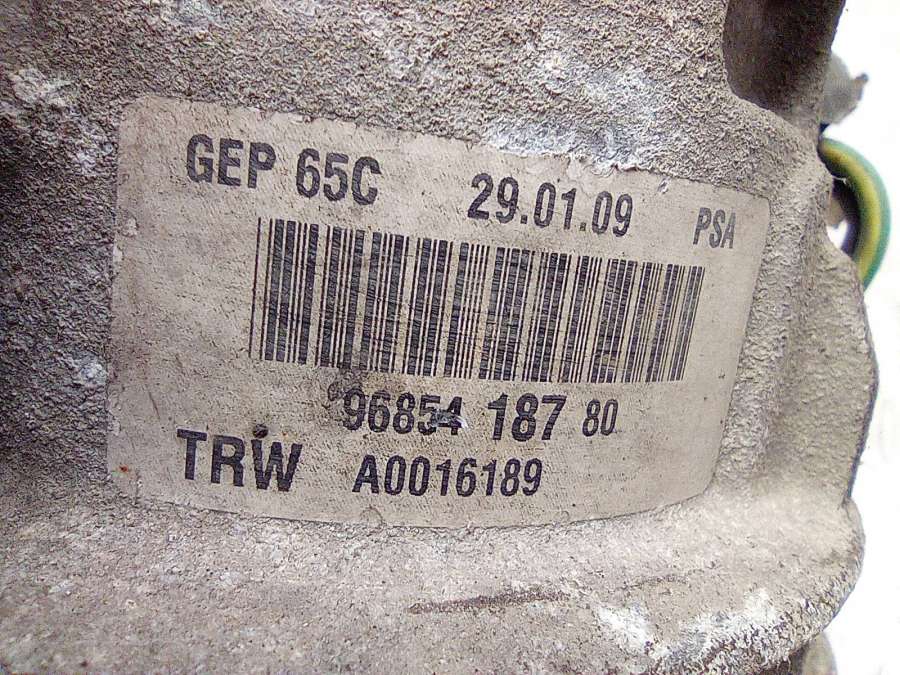 GEP 65C 29.01.09 PSA
96854 187 80
TRW A0016189